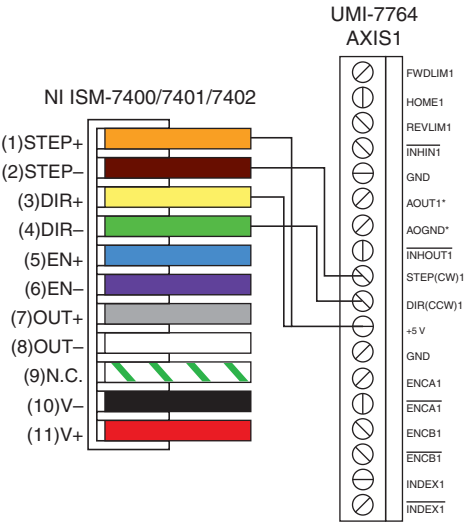 UMI-7764
AXIS1
NI ISM-7400/7401/7402
(1)STEP+
(2)STEP–
(3)DIR+
(4)DIR–
(5)EN+
(6)EN–
(7)OUT+
(8)OUT–
(9)N.C.
(10)V–
(11)V+
FWDLIM1
HOME1
REVLIM1
INHIN1
GND
AOUT1*
AOGND*
INHOUT1
STEP(CW)1
DIR(CCW)1
+5 V
GND
ENCA1
ENCA1
ENCB1
ENCB1
INDEX1
INDEX1